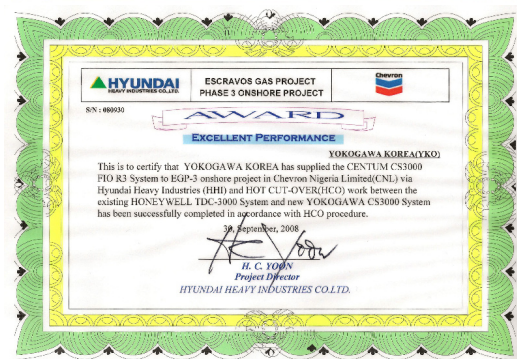 HYUNDAI
HEAVY INDUSTRIES CO.,LTD.
ESCRAVOS GAS PROJECT
PHASE 3 ONSHORE PROJECT
Chevron
S/N : 080930
AWARD
EXCELLENT PERFORMANCE
YOKOGAWA KOREA(YKO)
This is to certify that YOKOGAWA KOREA has supplied the CENTUM CS3000
FIO R3 System to EGP-3 onshore project in Chevron Nigeria Limited(CNL) via
Hyundai Heavy Industries (HHI) and HOT CUT-OVER(HCO) work between the
existing HONEYWELL TDC-3000 System and new YOKOGAWA CS3000 System
has been successfully completed in accordance with HCO procedure.
30, September, 2008
H. C. YOON
Project Director
HYUNDAI HEAVY INDUSTRIES CO.LTD.